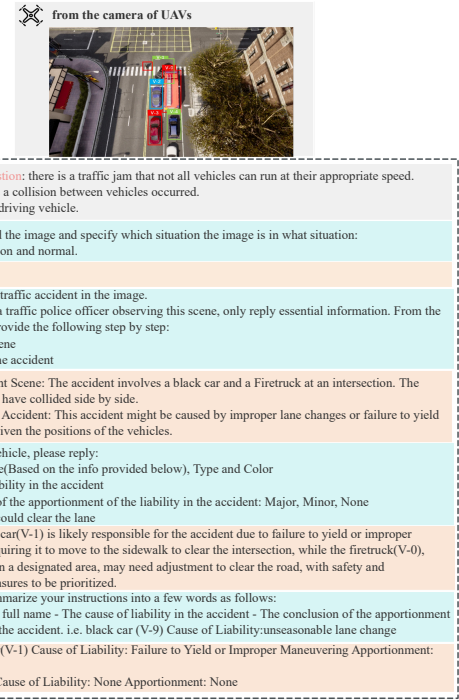 from the camera of UAVs
stion: there is a traffic jam that not all vehicles can run at their appropriate speed.
a collision between vehicles occurred.
driving vehicle.
the image and specify which situation the image is in what situation:
on and normal.
traffic accident in the image.
a traffic police officer observing this scene, only reply essential information. From the
rovide the following step by step:
ene
he accident
nt Scene: The accident involves a black car and a Firetruck at an intersection. The
have collided side by side.
Accident: This accident might be caused by improper lane changes or failure to yield
given the positions of the vehicles.
ehicle, please reply:
e(Based on the info provided below), Type and Color
bility in the accident
of the apportionment of the liability in the accident: Major, Minor, None
could clear the lane
car(V-1) is likely responsible for the accident due to failure to yield or improper
quiring it to move to the sidewalk to clear the intersection, while the firetruck(V-0),
n a designated area, may need adjustment to clear the road, with safety and
asures to be prioritized.
mmarize your instructions into a few words as follows:
full name - The cause of liability in the accident - The conclusion of the apportionment
the accident. i.e. black car (V-9) Cause of Liability:unseasonable lane change
(V-1) Cause of Liability: Failure to Yield or Improper Maneuvering Apportionment:
Cause of Liability: None Apportionment: None